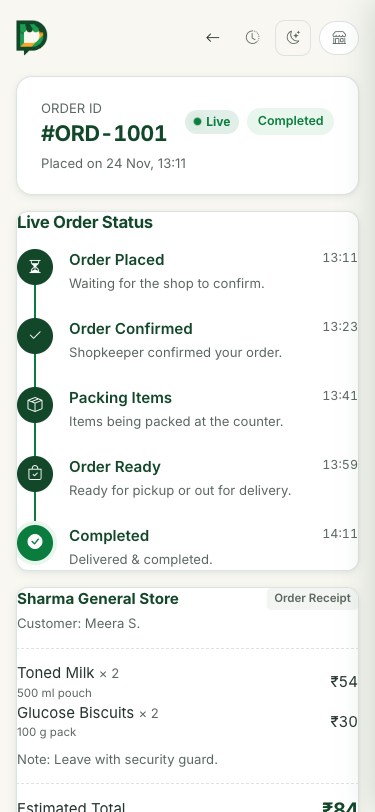 ORDER ID
#ORD-1001
Live
Completed
Placed on 24 Nov, 13:11
Live Order Status
Order Placed 13:11
Waiting for the shop to confirm.
Order Confirmed 13:23
Shopkeeper confirmed your order.
Packing Items 13:41
Items being packed at the counter.
Order Ready 13:59
Ready for pickup or out for delivery.
Completed 14:11
Delivered & completed.
Sharma General Store Order Receipt
Customer: Meera S.
Toned Milk × 2 ₹54
500 ml pouch
Glucose Biscuits × 2 ₹30
100 g pack
Note: Leave with security guard.
Estimated Total ₹84